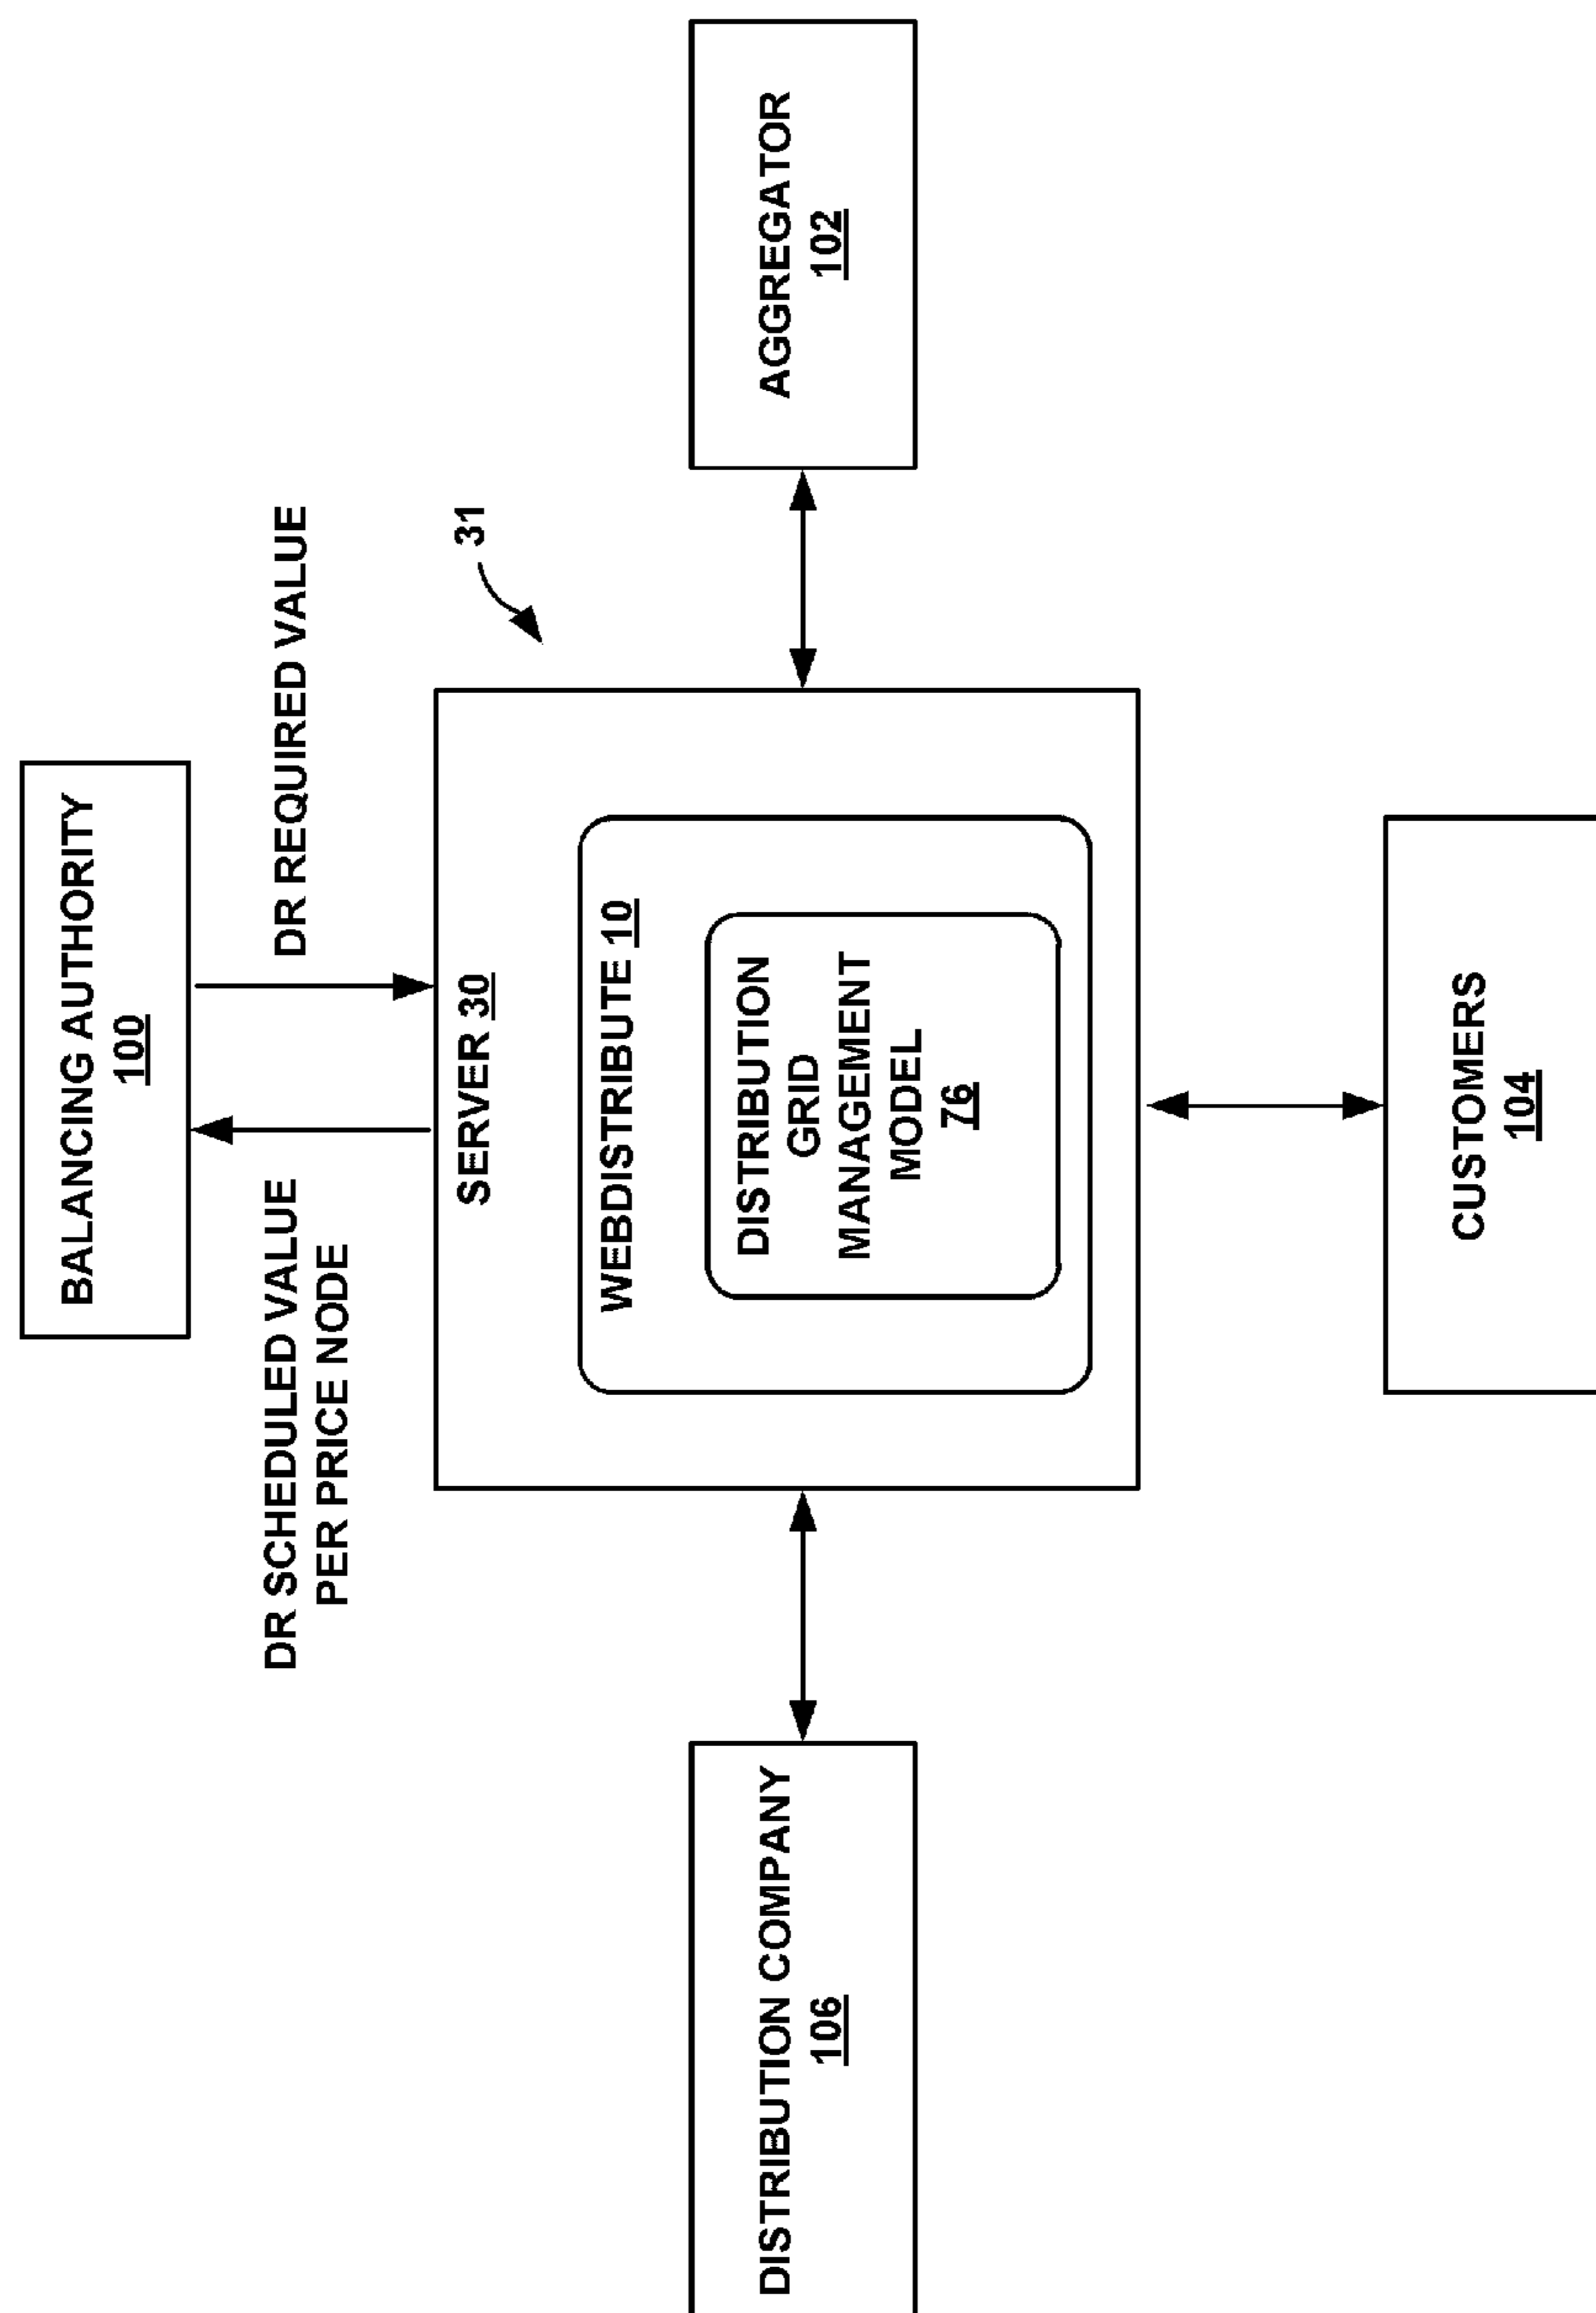 BALANCING AUTHORITY
100
DR SCHEDULED VALUE
PER PRICE NODE
DR REQUIRED VALUE
31
SERVER 30
WEBDISTRIBUTE 10
DISTRIBUTION
GRID
MANAGEMENT
MODEL
76
DISTRIBUTION COMPANY
106
AGGREGATOR
102
CUSTOMERS
104